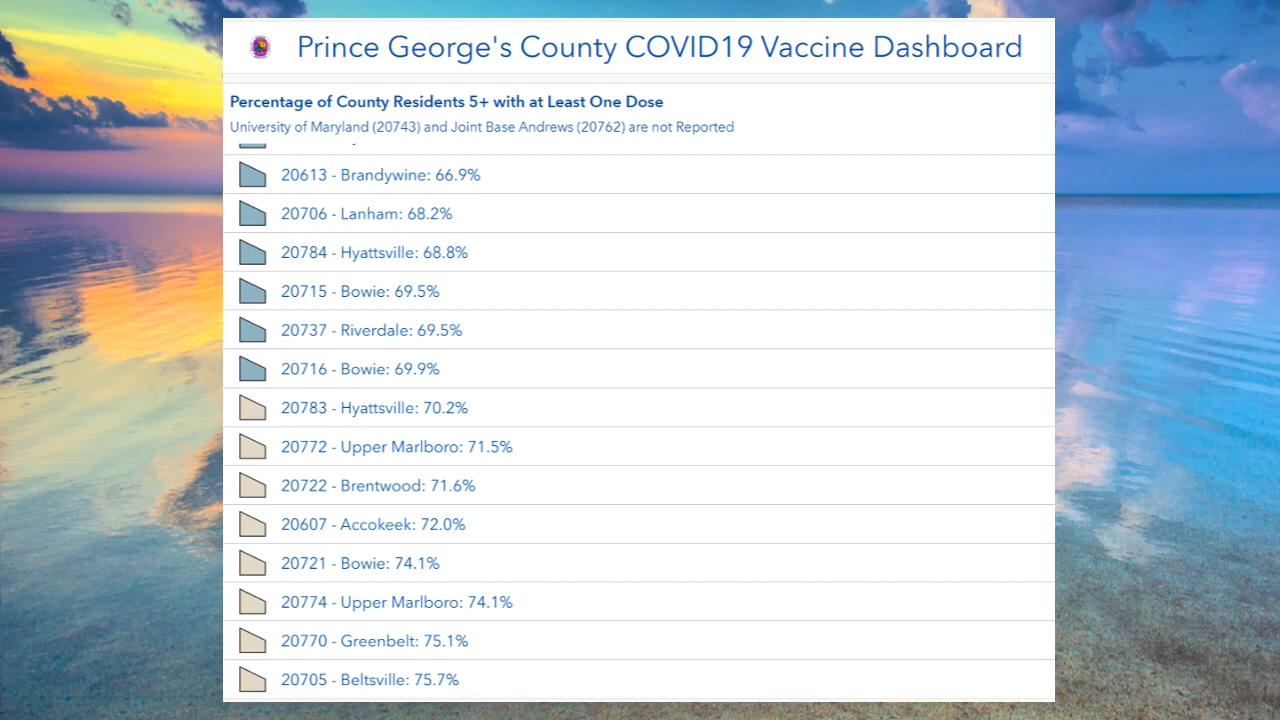 Prince George's County COVID19 Vaccine Dashboard
Percentage of County Residents 5+ with at Least One Dose
University of Maryland (20743) and Joint Base Andrews (20762) are not Reported
20613 - Brandywine: 66.9%
20706 - Lanham: 68.2%
20784 - Hyattsville: 68.8%
20715 - Bowie: 69.5%
20737 - Riverdale: 69.5%
20716 - Bowie: 69.9%
20783 - Hyattsville: 70.2%
20772 - Upper Marlboro: 71.5%
20722 - Brentwood: 71.6%
20607 - Accokeek: 72.0%
20721 - Bowie: 74.1%
20774 - Upper Marlboro: 74.1%
20770 - Greenbelt: 75.1%
20705 - Beltsville: 75.7%